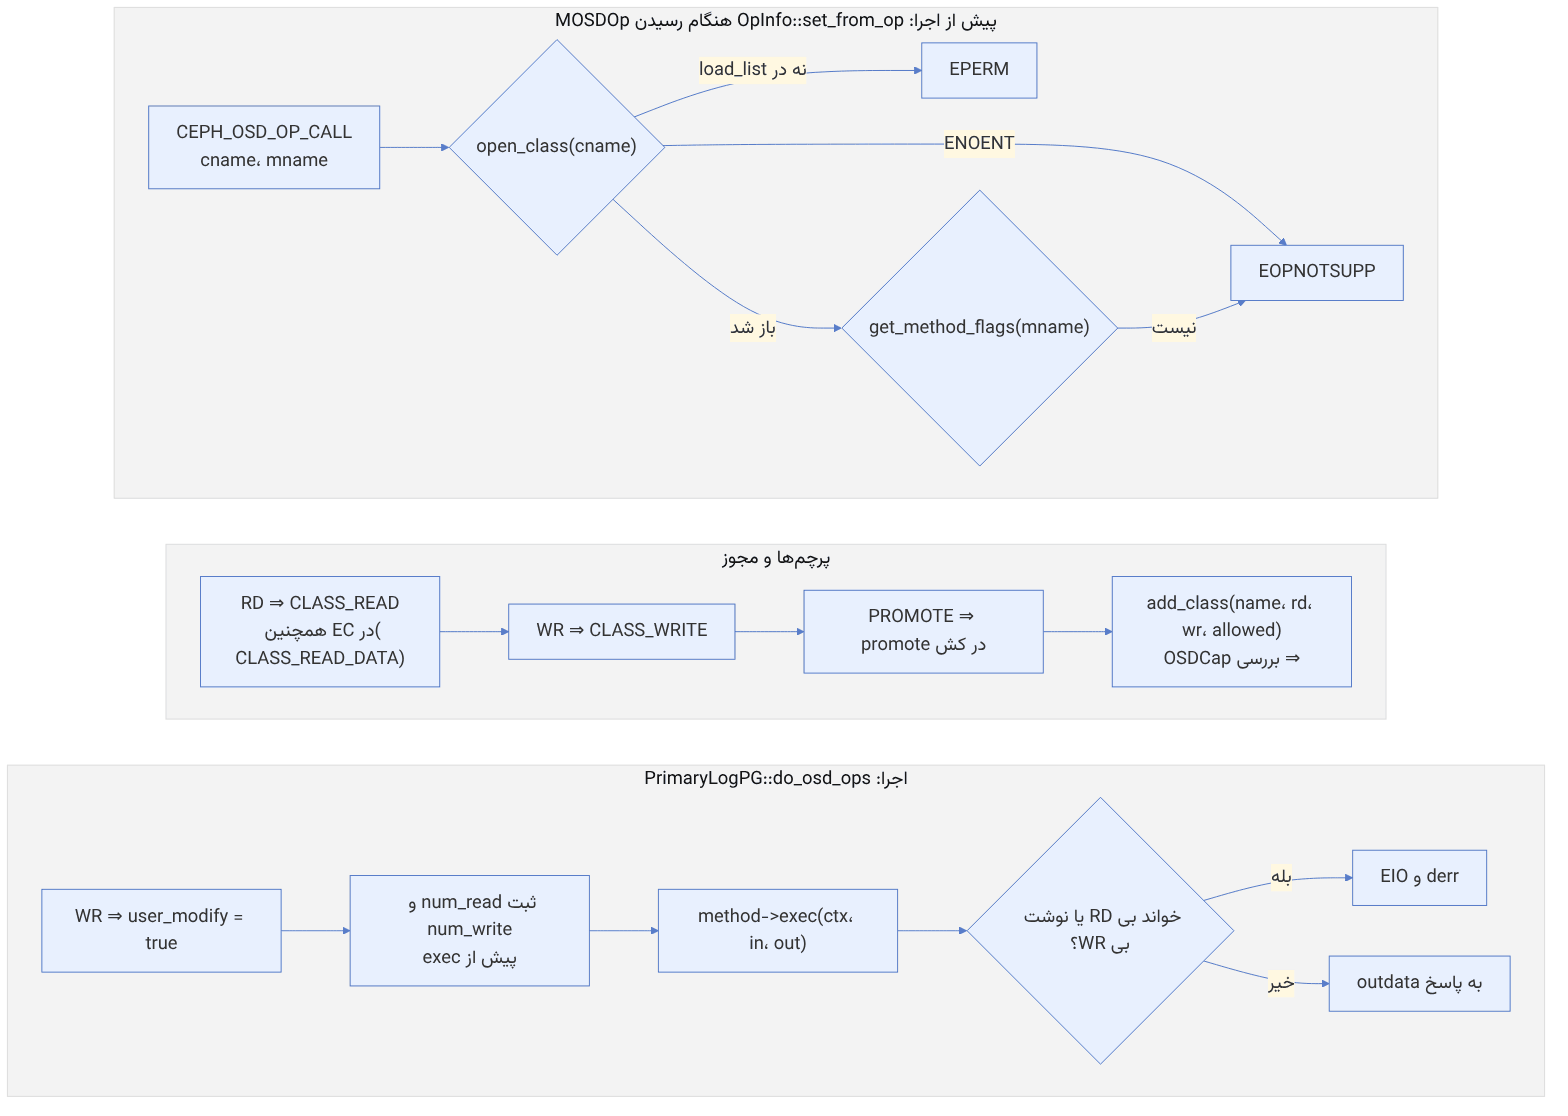 پیش از اجرا: OpInfo::set_from_op هنگام رسیدن MOSDOp
CEPH_OSD_OP_CALL
cname، mname
open_class(cname)
نه در load_list
EPERM
ENOENT
باز شد
get_method_flags(mname)
نیست
EOPNOTSUPP
پرچم‌ها و مجوز
RD ⇒ CLASS_READ
(در EC همچنین
CLASS_READ_DATA)
WR ⇒ CLASS_WRITE
PROMOTE ⇒
promote در کش
add_class(name، rd،
wr، allowed)
⇒ بررسی OSDCap
اجرا: PrimaryLogPG::do_osd_ops
WR ⇒ user_modify =
true
ثبت num_read و
num_write
پیش از exec
method->exec(ctx،
in، out)
خواند بی RD یا نوشت
بی WR؟
بله
derr و EIO
خیر
outdata به پاسخ